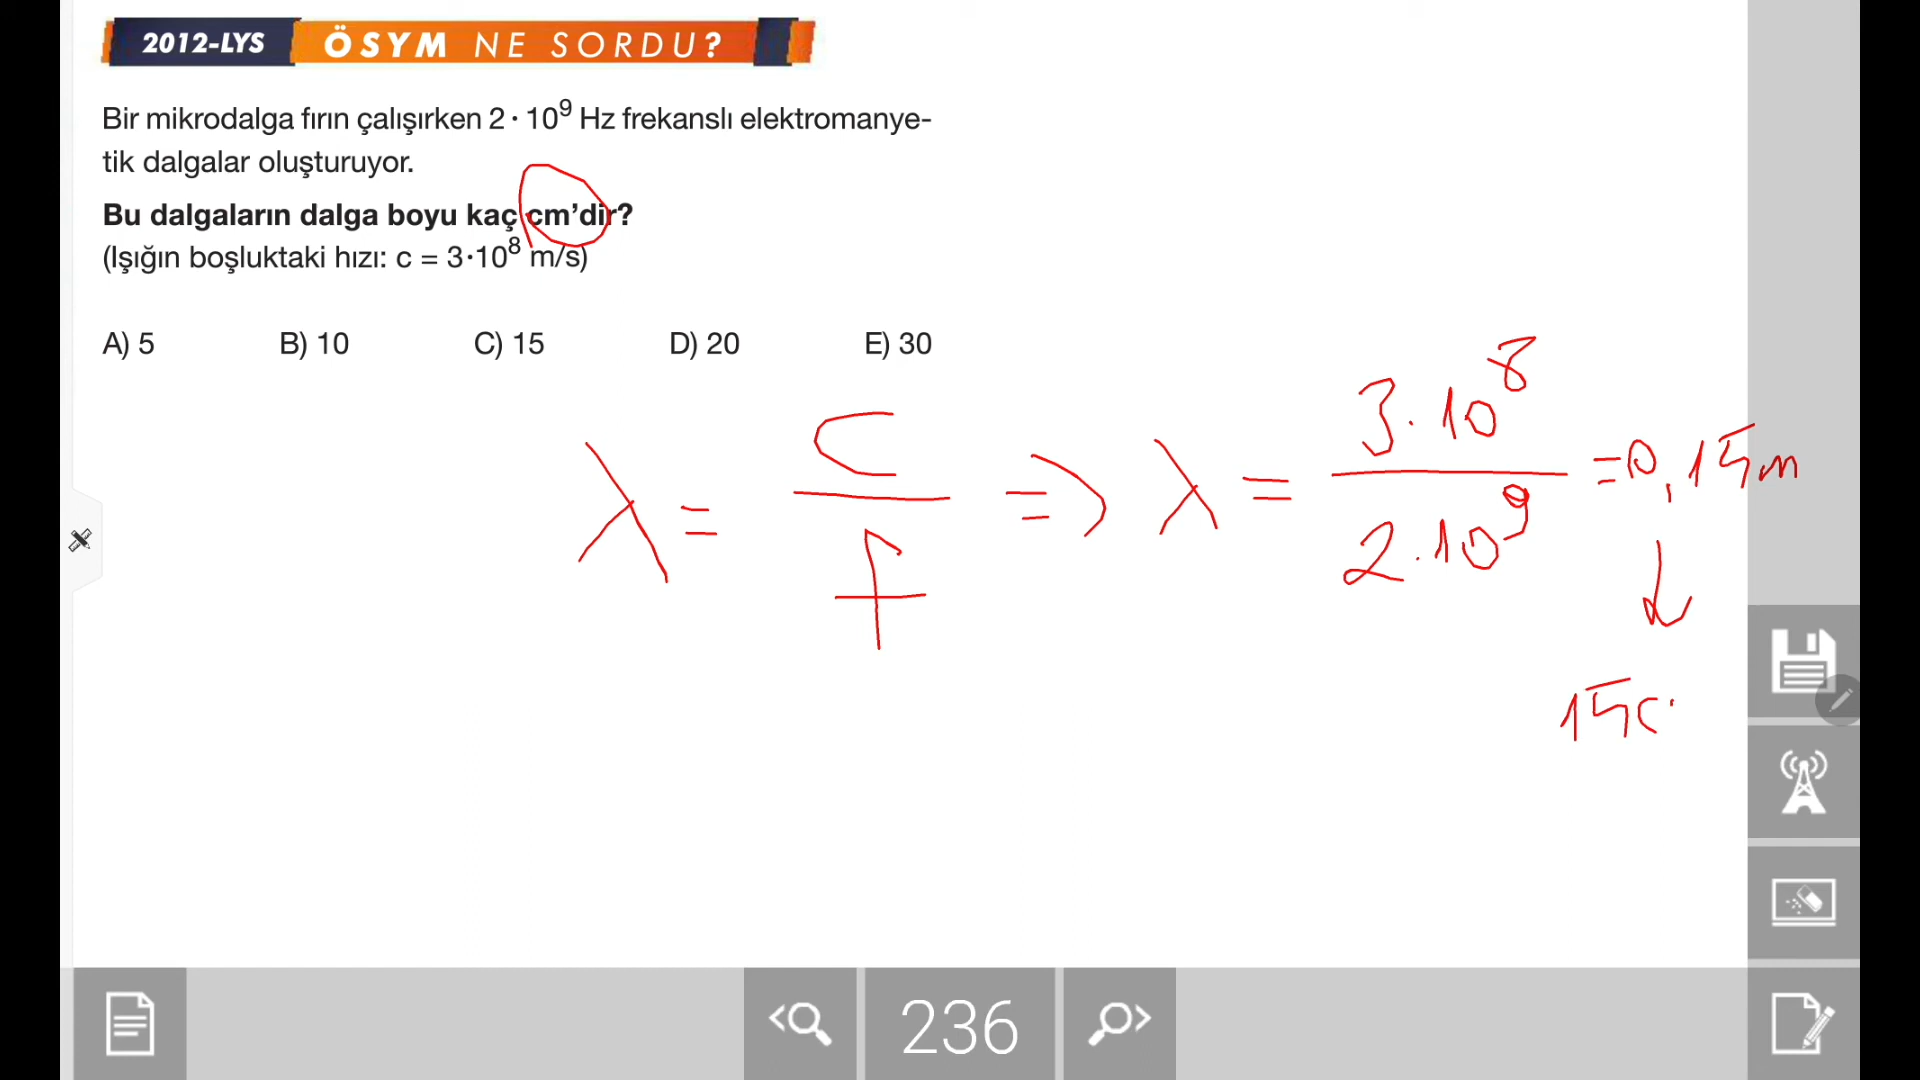 2012-LYS ÖSYM NE SORDU?
Bir mikrodalga fırın çalışırken 2 · 10⁹ Hz frekanslı elektromanye-
tik dalgalar oluşturuyor.
Bu dalgaların dalga boyu kaç cm'dir?
(Işığın boşluktaki hızı: c = 3·10⁸ m/s)
A) 5 B) 10 C) 15 D) 20 E) 30
λ = c / f => λ = 3·10⁸ / 2·10⁹ = 0,15m
15c
236